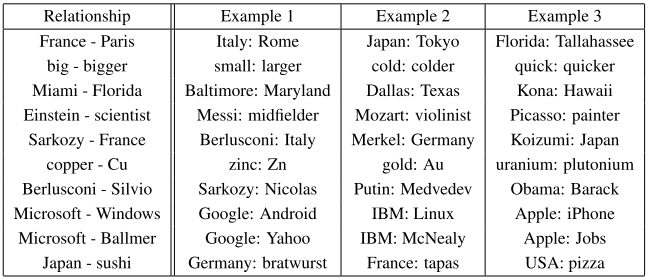 Relationship Example 1 Example 2 Example 3
France - Paris Italy: Rome Japan: Tokyo Florida: Tallahassee
big - bigger small: larger cold: colder quick: quicker
Miami - Florida Baltimore: Maryland Dallas: Texas Kona: Hawaii
Einstein - scientist Messi: midfielder Mozart: violinist Picasso: painter
Sarkozy - France Berlusconi: Italy Merkel: Germany Koizumi: Japan
copper - Cu zinc: Zn gold: Au uranium: plutonium
Berlusconi - Silvio Sarkozy: Nicolas Putin: Medvedev Obama: Barack
Microsoft - Windows Google: Android IBM: Linux Apple: iPhone
Microsoft - Ballmer Google: Yahoo IBM: McNealy Apple: Jobs
Japan - sushi Germany: bratwurst France: tapas USA: pizza